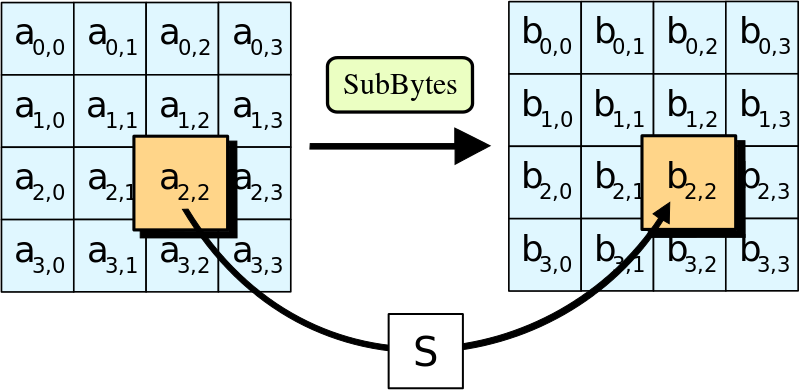 a0,0 a0,1 a0,2 a0,3 b0,0 b0,1 b0,2 b0,3
SubBytes
a1,0 a1,1 a1,2 a1,3 b1,0 b1,1 b1,2 b1,3
a2,0 a2,1 a2,2 a2,3 b2,0 b2,1 b2,2 b2,3
a3,0 a3,1 a3,2 a3,3 b3,0 b3,1 b3,2 b3,3
S